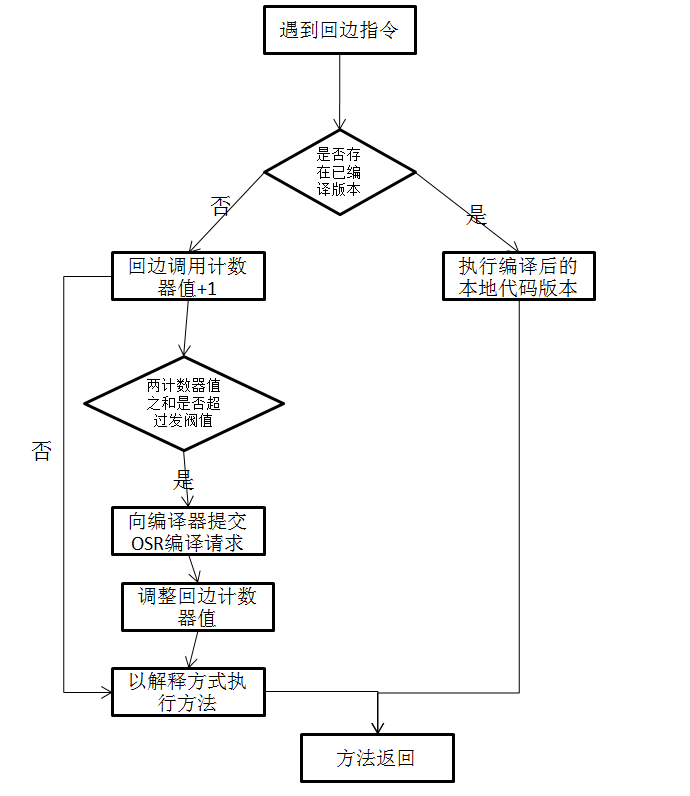 遇到回边指令
是否存
在已编
译版本
否
是
回边调用计数
器值+1
执行编译后的
本地代码版本
两计数器值
之和是否超
过发阀值
否
是
向编译器提交
OSR编译请求
调整回边计数
器值
以解释方式执
行方法
方法返回